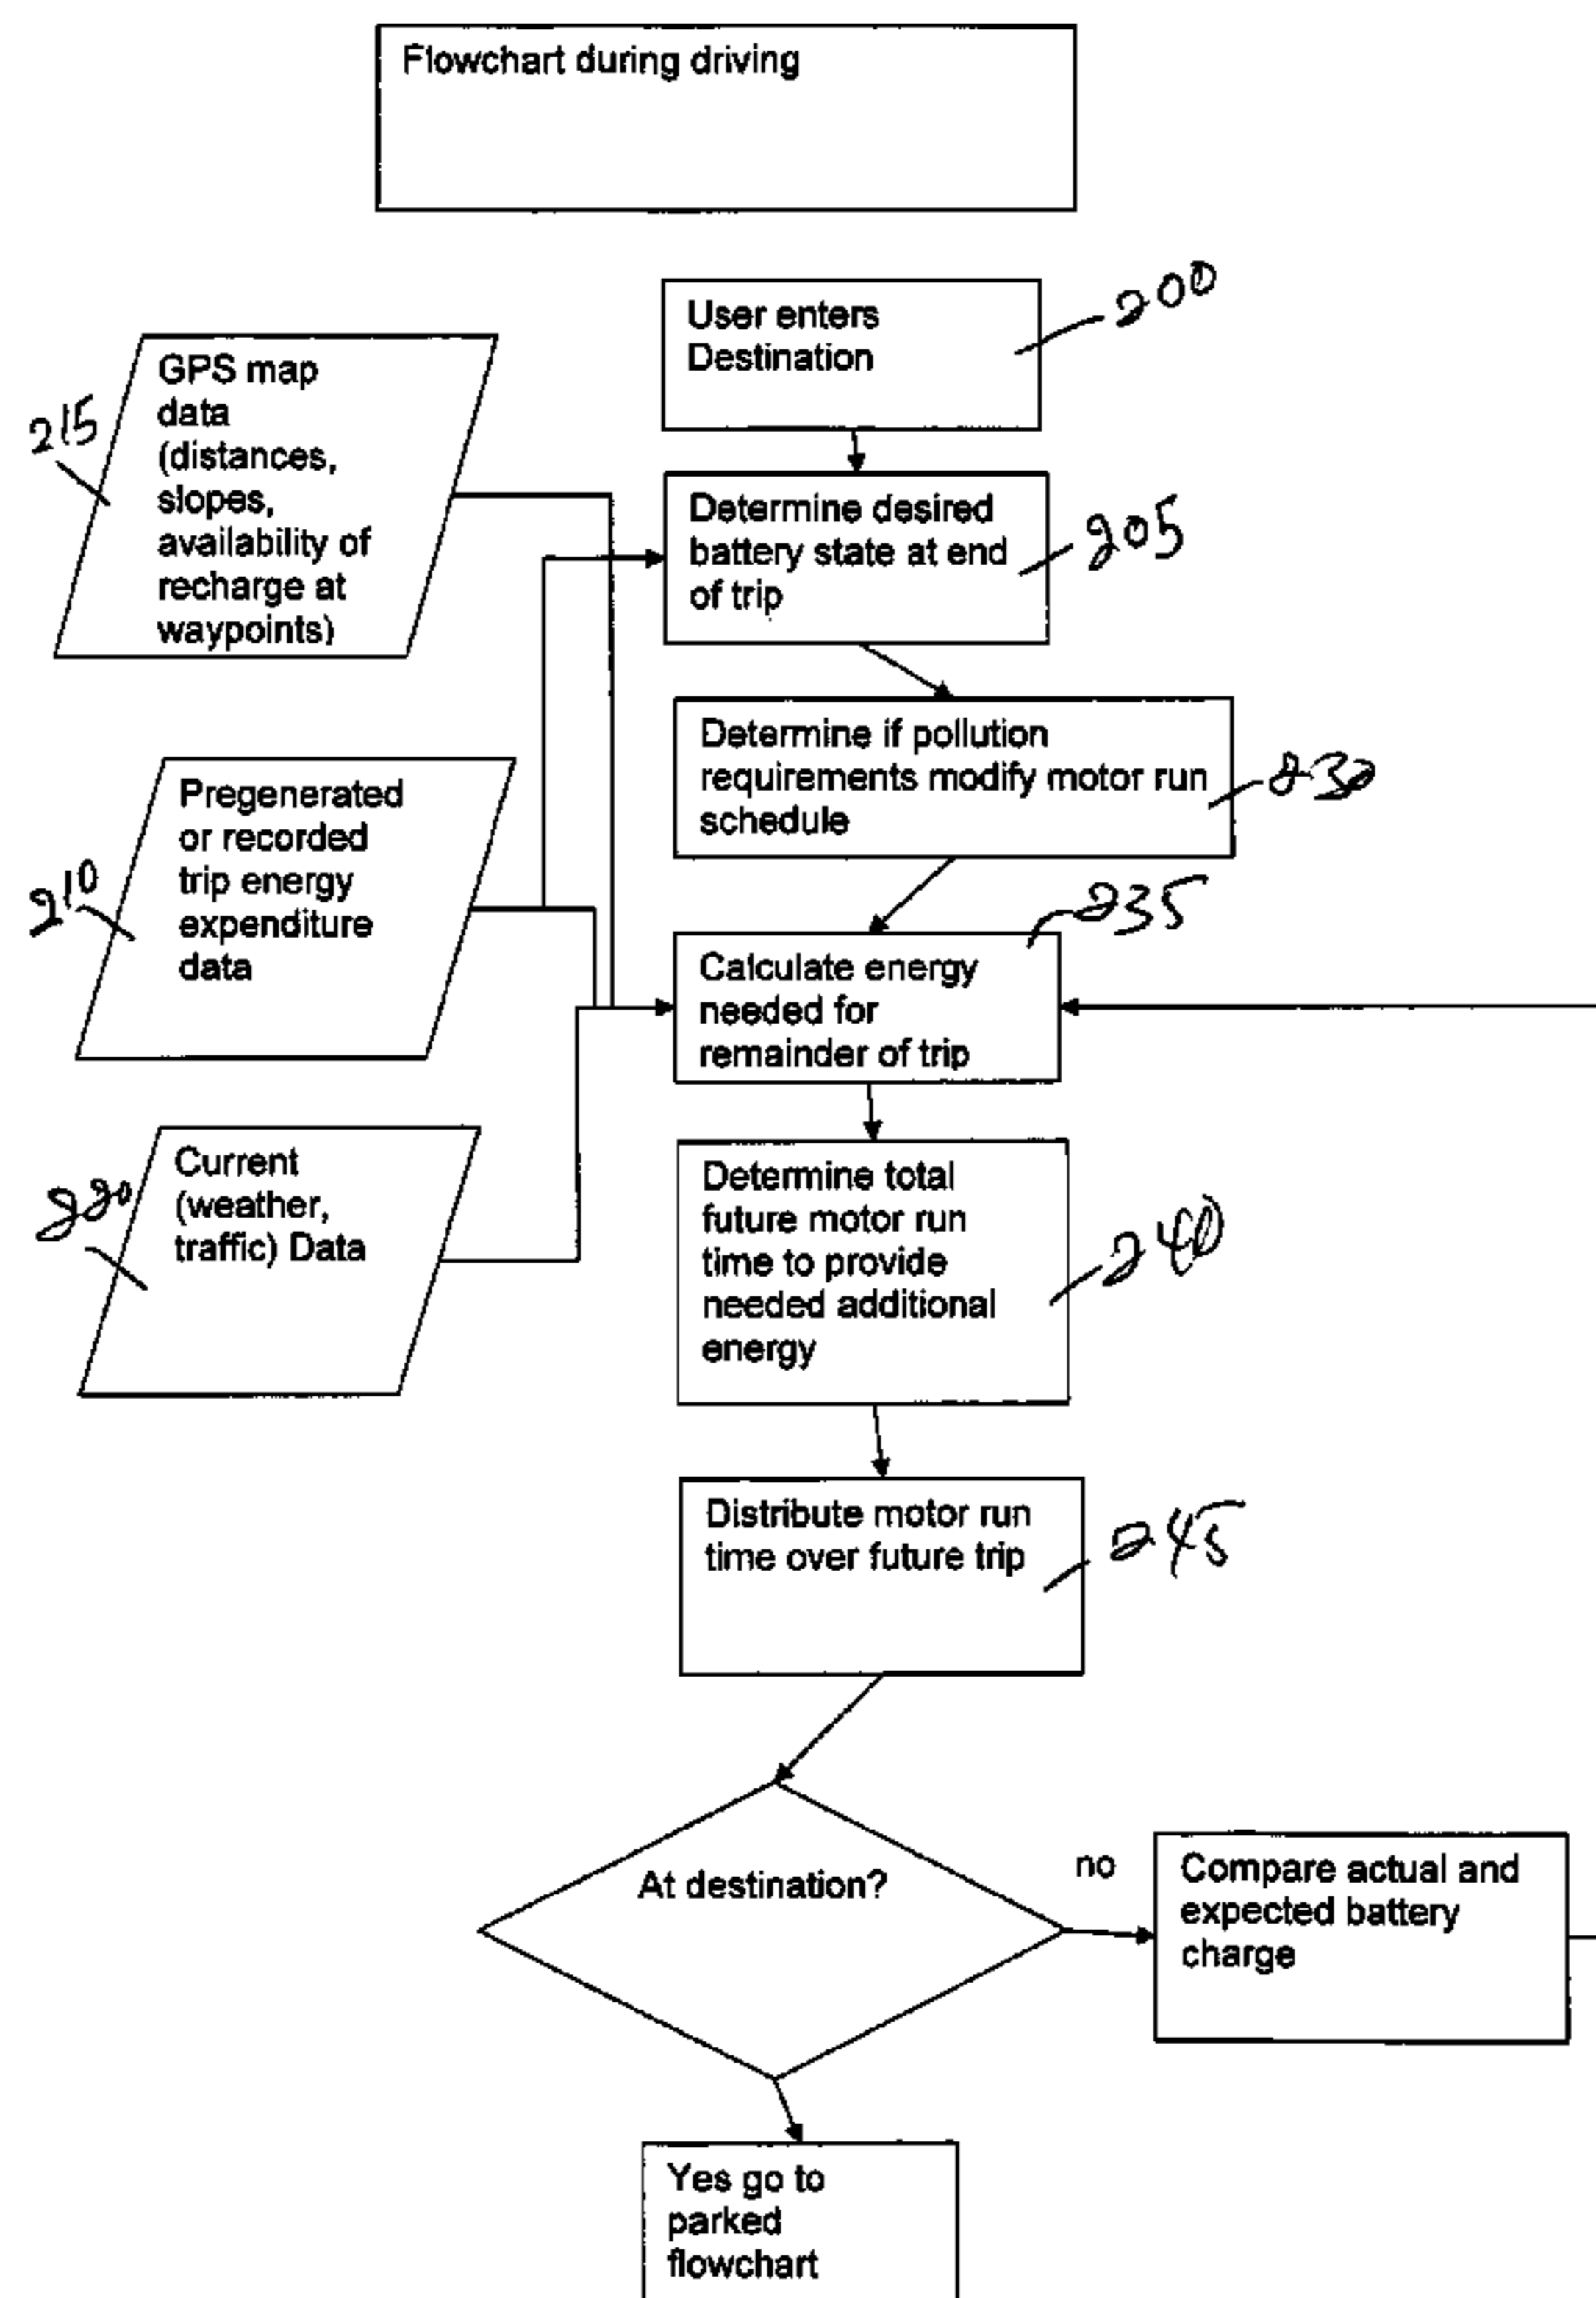 Flowchart during driving
User enters
Destination
200
GPS map
data
(distances,
slopes,
availability of
recharge at
waypoints)
215
Determine desired
battery state at end
of trip
205
Determine if pollution
requirements modify motor run
schedule
230
Pregenerated
or recorded
trip energy
expenditure
data
210
Calculate energy
needed for
remainder of trip
235
Current
(weather,
traffic) Data
220
Determine total
future motor run
time to provide
needed additional
energy
240
Distribute motor run
time over future trip
245
At destination?
no
Compare actual and
expected battery
charge
Yes go to
parked
flowchart